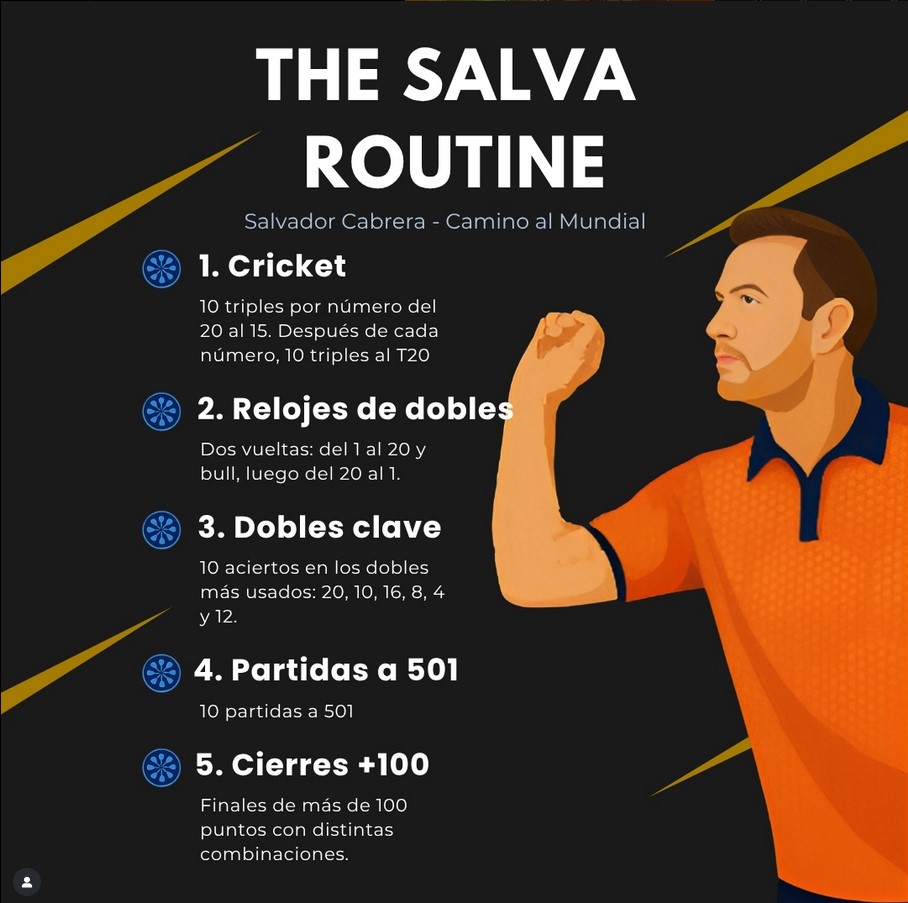 THE SALVA
ROUTINE
Salvador Cabrera - Camino al Mundial
1. Cricket
10 triples por número del
20 al 15. Después de cada
número, 10 triples al T20
2. Relojes de dobles
Dos vueltas: del 1 al 20 y
bull, luego del 20 al 1.
3. Dobles clave
10 aciertos en los dobles
más usados: 20, 10, 16, 8, 4
y 12.
4. Partidas a 501
10 partidas a 501
5. Cierres +100
Finales de más de 100
puntos con distintas
combinaciones.